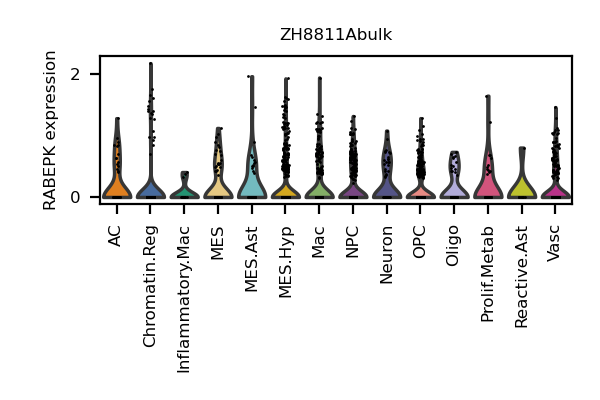 ZH8811Abulk
RABEPK expression
2
0
AC
Chromatin.Reg
Inflammatory.Mac
MES
MES.Ast
MES.Hyp
Mac
NPC
Neuron
OPC
Oligo
Prolif.Metab
Reactive.Ast
Vasc